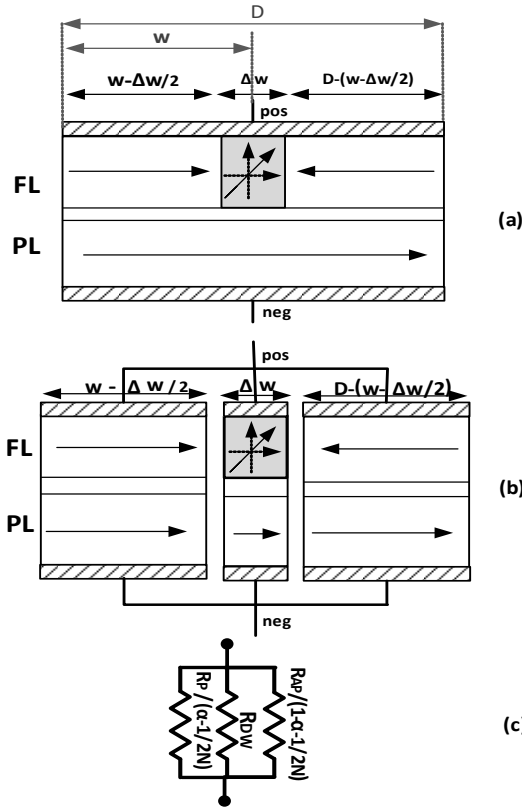 D
w
w-Δw/2 Δw D-(w-Δw/2)
pos
FL
(a)
PL
neg
pos
w - Δw/2 Δw D-(w-Δw/2)
FL
(b)
PL
neg
RP/(α-1/2N) RDW RAP/(1-α-1/2N)
(c)